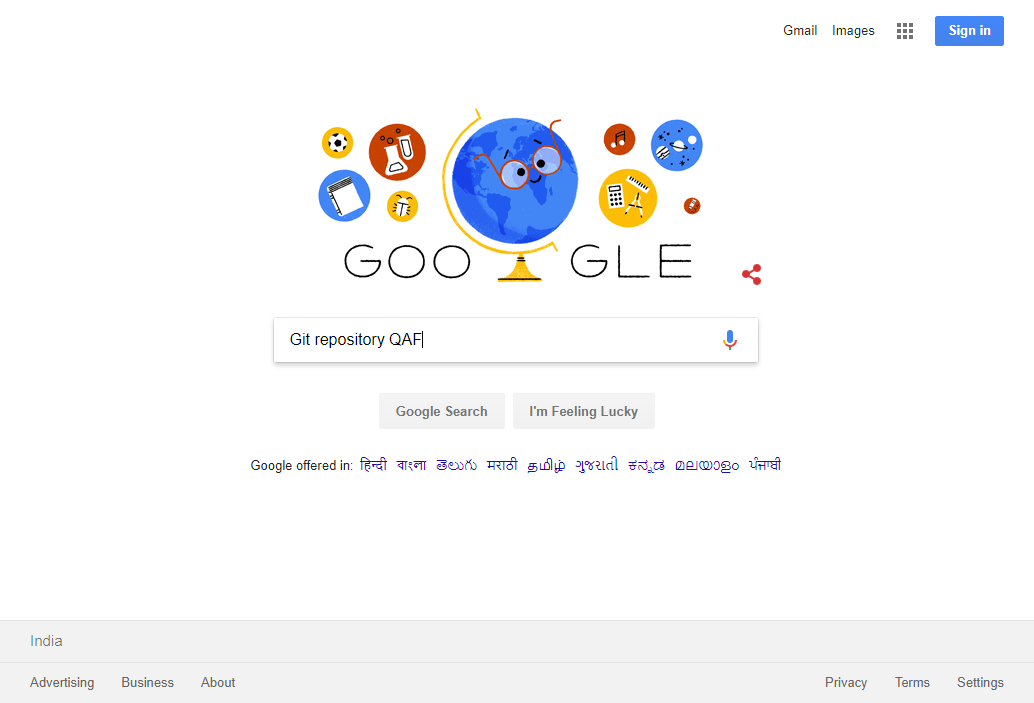 Gmail Images Sign in
GOOGLE
Git repository QAF
Google Search I'm Feeling Lucky
Google offered in: हिन्दी বাংলা తెలుగు मराठी தமிழ் ગુજરાતી ಕನ್ನಡ മലയാളം ਪੰਜਾਬੀ
India
Advertising Business About Privacy Terms Settings